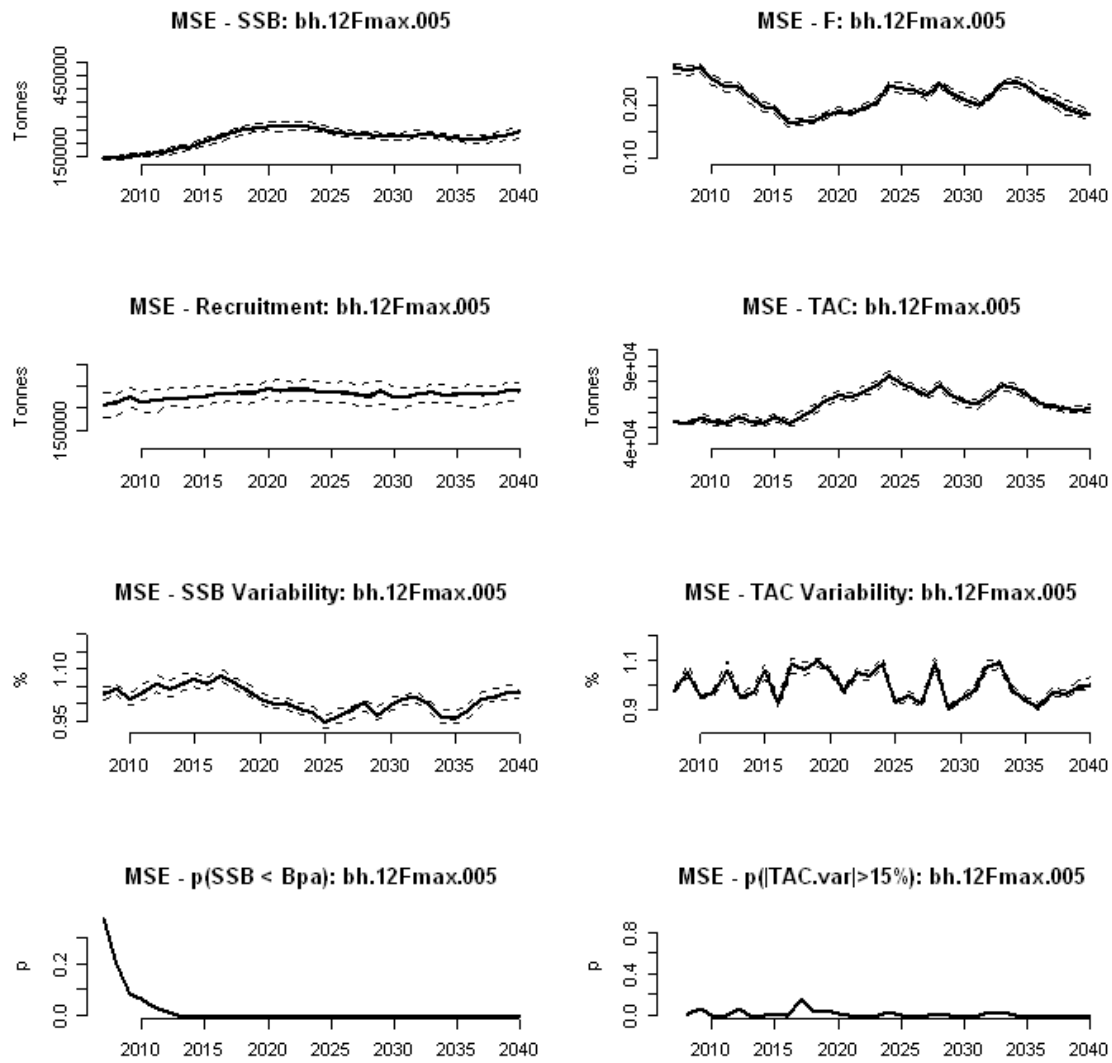 MSE - SSB: bh.12Fmax.005
Tonnes
150000 450000
2010 2015 2020 2025 2030 2035 2040
MSE - F: bh.12Fmax.005
0.10 0.20
2010 2015 2020 2025 2030 2035 2040
MSE - Recruitment: bh.12Fmax.005
Tonnes
150000
2010 2015 2020 2025 2030 2035 2040
MSE - TAC: bh.12Fmax.005
Tonnes
4e+04 9e+04
2010 2015 2020 2025 2030 2035 2040
MSE - SSB Variability: bh.12Fmax.005
%
0.95 1.10
2010 2015 2020 2025 2030 2035 2040
MSE - TAC Variability: bh.12Fmax.005
%
0.9 1.1
2010 2015 2020 2025 2030 2035 2040
MSE - p(SSB < Bpa): bh.12Fmax.005
p
0.0 0.2
2010 2015 2020 2025 2030 2035 2040
MSE - p(|TAC.var|>15%): bh.12Fmax.005
p
0.0 0.4 0.8
2010 2015 2020 2025 2030 2035 2040